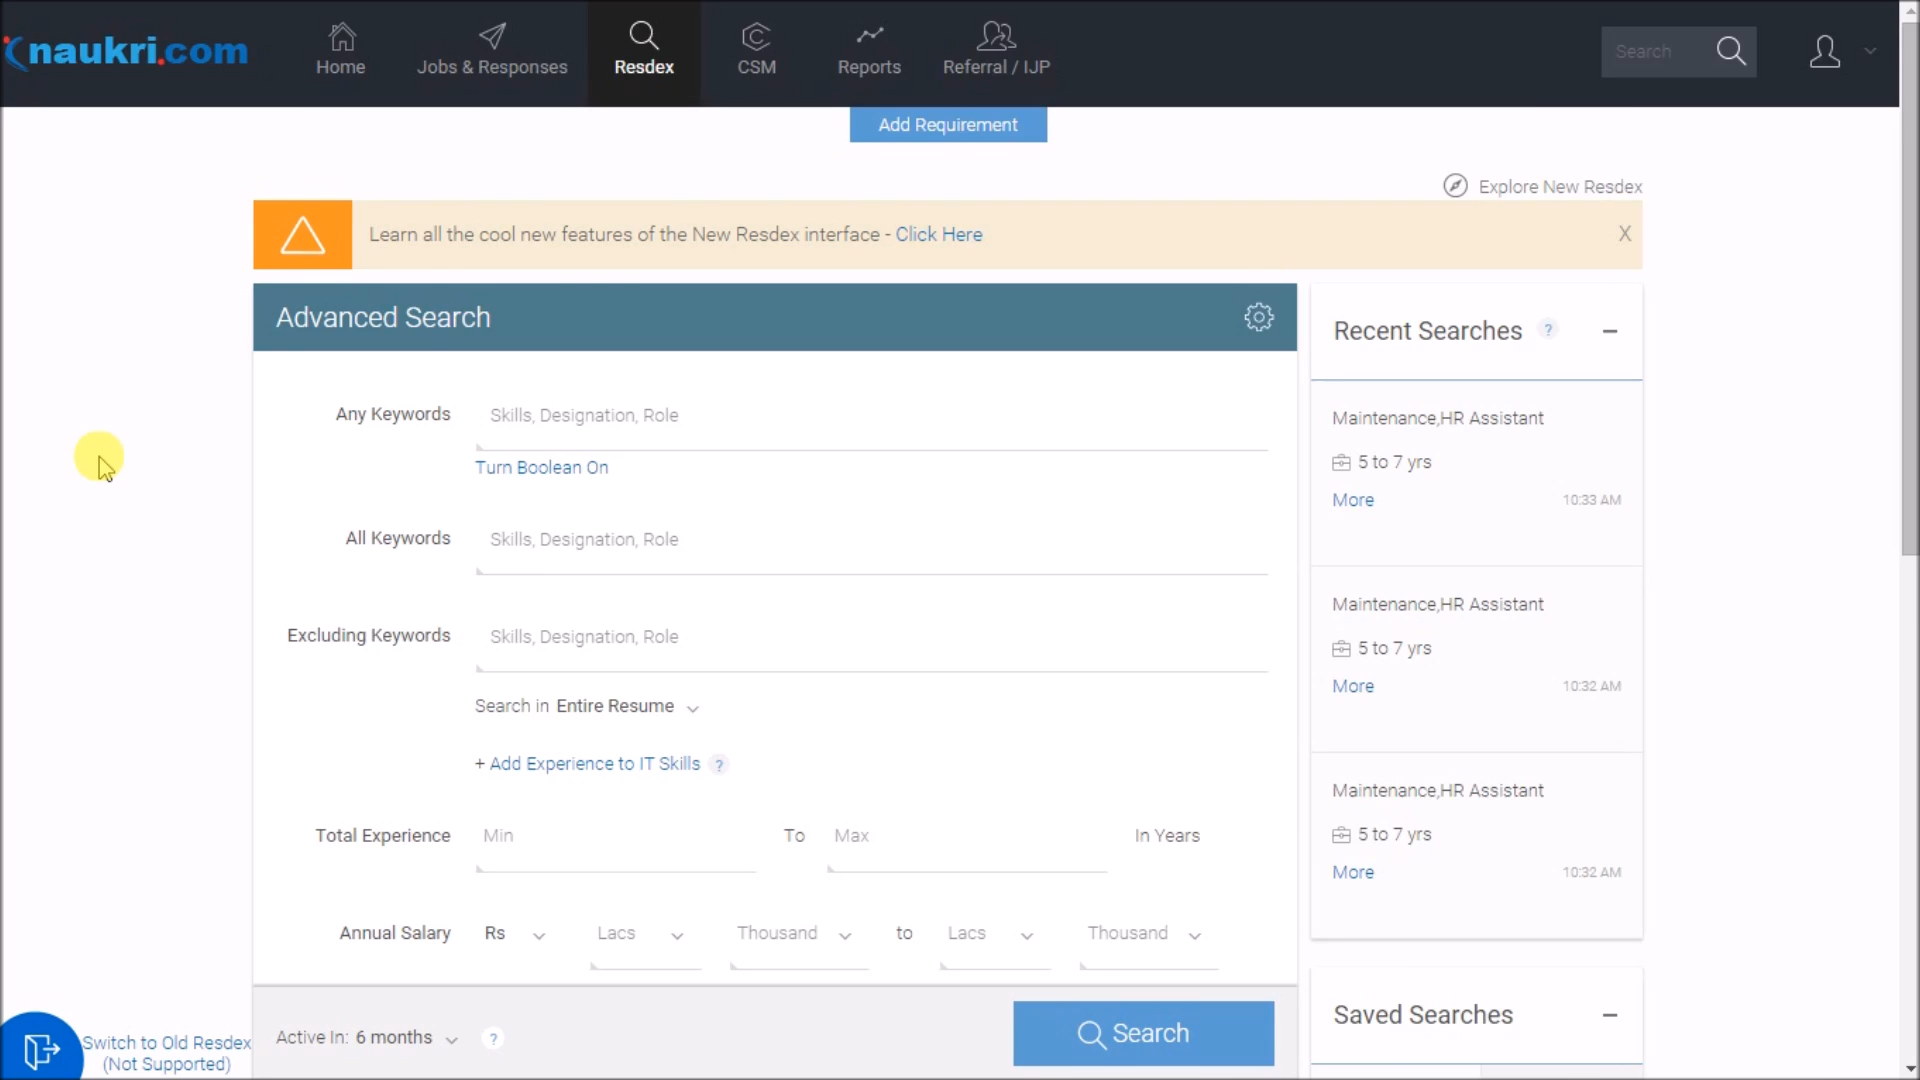 naukri.com
Home
Jobs & Responses
Resdex
CSM
Reports
Referral / IJP
Search
Add Requirement
Explore New Resdex
Learn all the cool new features of the New Resdex interface - Click Here
X
Advanced Search
Any Keywords
Skills, Designation, Role
Turn Boolean On
All Keywords
Skills, Designation, Role
Excluding Keywords
Skills, Designation, Role
Search in Entire Resume
+ Add Experience to IT Skills ?
Total Experience
Min
To
Max
In Years
Annual Salary
Rs
Lacs
Thousand
to
Lacs
Thousand
Active In: 6 months ?
Search
Recent Searches ?
Maintenance,HR Assistant
5 to 7 yrs
More
10:33 AM
Maintenance,HR Assistant
5 to 7 yrs
More
10:32 AM
Maintenance,HR Assistant
5 to 7 yrs
More
10:32 AM
Saved Searches
Switch to Old Resdex
(Not Supported)